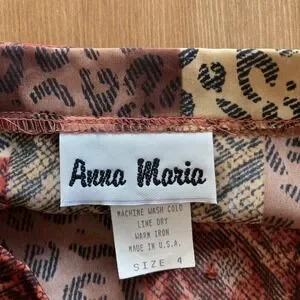 Anna Maria
MACHINE WASH COLD
LINE DRY
WARM IRON
MADE IN U.S.A.
SIZE 4